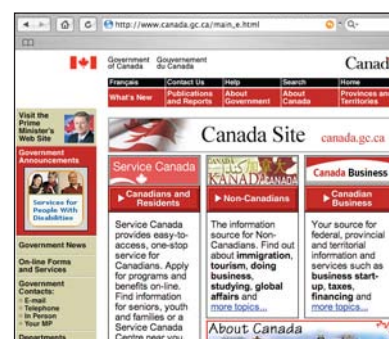 http://www.canada.gc.ca/main_e.html
Q-
Government of Canada
Gouvernement du Canada
Canad
Français
Contact Us
Help
Search
Home
What's New
Publications and Reports
About Government
About Canada
Provinces and Territories
Visit the
Prime
Minister's
Web Site
Government
Announcements
Services for
People With
Disabilities
Government News
On-line Forms
and Services
Government
Contacts:
E-mail
Telephone
In Person
Your MP
Departments
Canada Site
canada.gc.ca
Service Canada
Canadians and
Residents
Service Canada
provides easy-to-
access, one-stop
service for
Canadians. Apply
for programs and
benefits on-line.
Find information
for seniors, youth
and families or a
Service Canada
Centre near you
CANADA
KANADA
CANADA
Non-Canadians
The information
source for Non-
Canadians. Find out
about immigration,
tourism, doing
business,
studying, global
affairs and
more topics...
Canada Business
Canadian
Business
Your source for
federal, provincial
and territorial
information and
services such as
business start-
up, taxes,
financing and
more topics...
About Canada